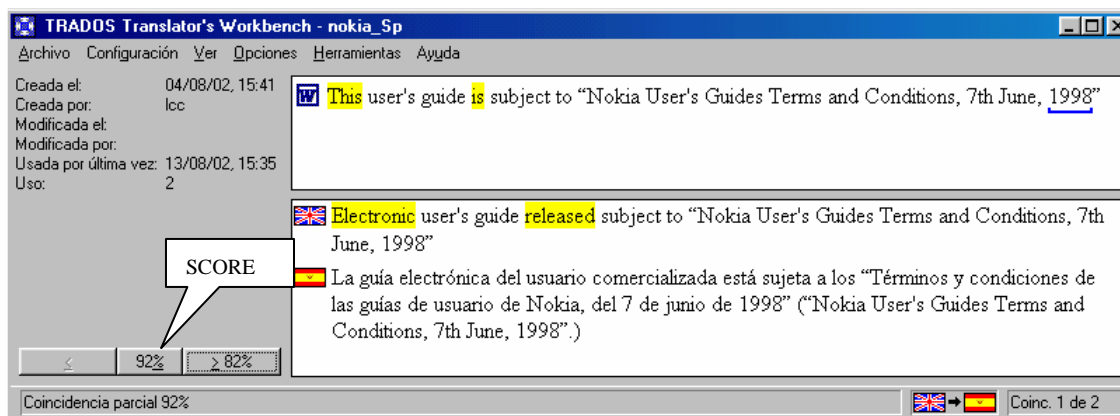 TRADOS Translator's Workbench - nokia_Sp
Archivo Configuración Ver Opciones Herramientas Ayuda
Creada el: 04/08/02, 15:41
Creada por: lcc
Modificada el:
Modificada por:
Usada por última vez: 13/08/02, 15:35
Uso: 2
This user's guide is subject to “Nokia User's Guides Terms and Conditions, 7th June, 1998”
Electronic user's guide released subject to “Nokia User's Guides Terms and Conditions, 7th
June, 1998”
La guía electrónica del usuario comercializada está sujeta a los “Términos y condiciones de
las guías de usuario de Nokia, del 7 de junio de 1998” (“Nokia User's Guides Terms and
Conditions, 7th June, 1998”.)
SCORE
< 92% > 82%
Coincidencia parcial 92%
Coinc. 1 de 2